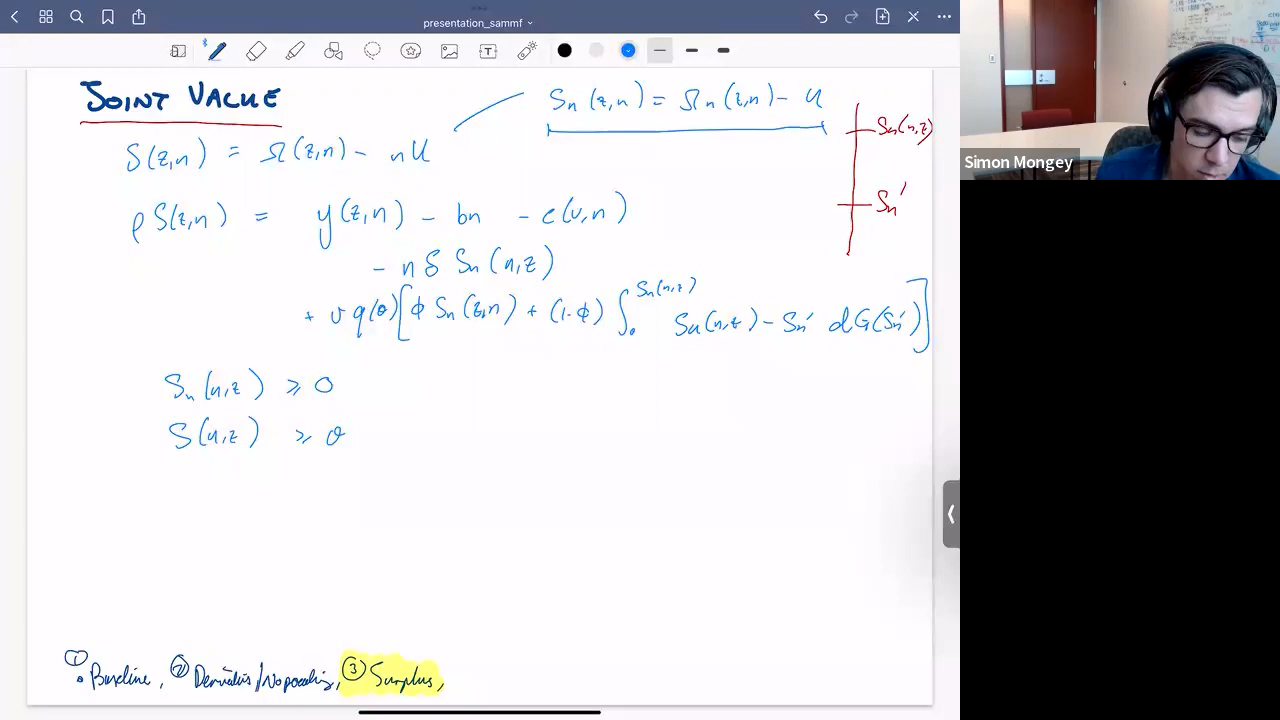 presentation_sammf
JOINT VALUE
Sn(z,n) = Ωn(z,n) - U
S(z,n) = Ω(z,n) - nU
Sn(n,z)
Sn'
ρS(z,n) = y(z,n) - bn - c(v,n)
- nδ Sn(n,z)
+ v q(θ)[ϕ Sn(z,n) + (1-ϕ) ∫₀^Sn(n,z) Sn(n,z) - Sn' dG(Sn')]
Sn(n,z) ≥ 0
S(n,z) ≥ 0
① Baseline, ② Derivatives/No poaching, ③ Surplus,
Simon Mongey